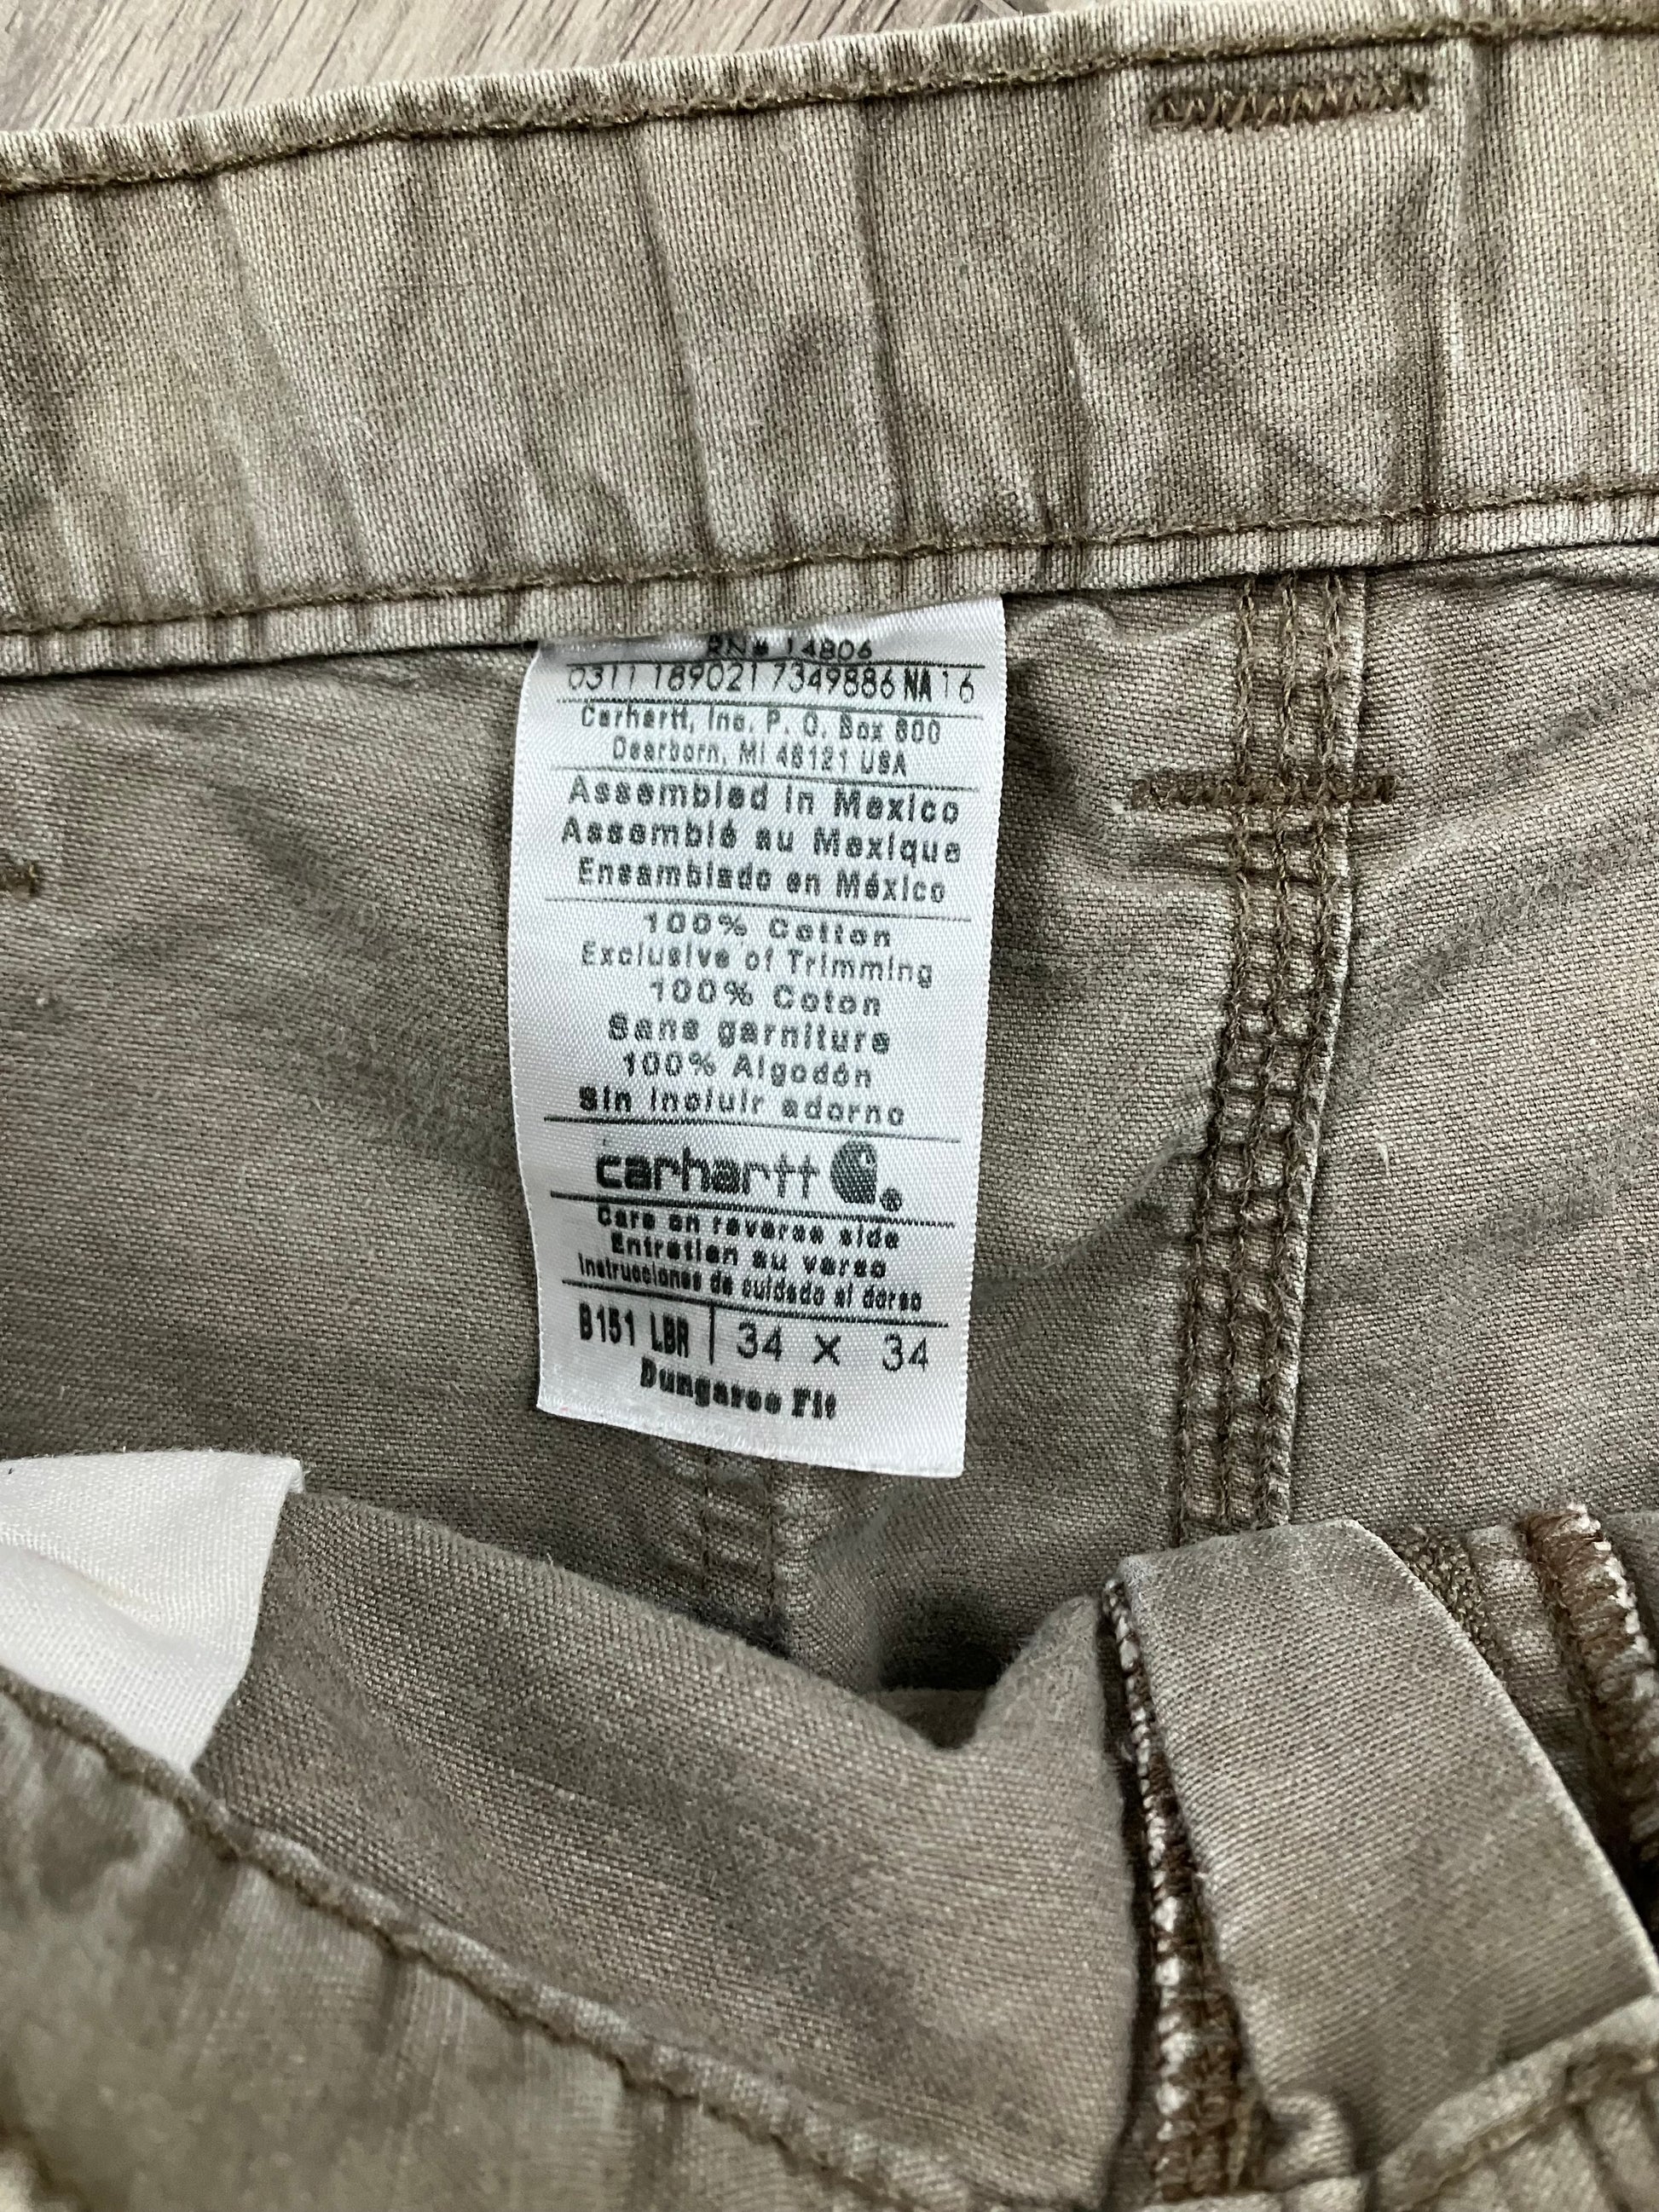 RN# 14806
0311 189021 7349886 NA 16
Carhartt, Inc. P. O. Box 600
Dearborn, MI 48121 USA
Assembled in Mexico
Assemblé au Mexique
Ensamblado en México
100% Cotton
Exclusive of Trimming
100% Coton
Sans garniture
100% Algodón
Sin incluir adorno
carhartt ®
Care on reverse side
Entretien au verso
Instrucciones de cuidado al dorso
B151 LBR | 34 x 34
Dungaree Fit